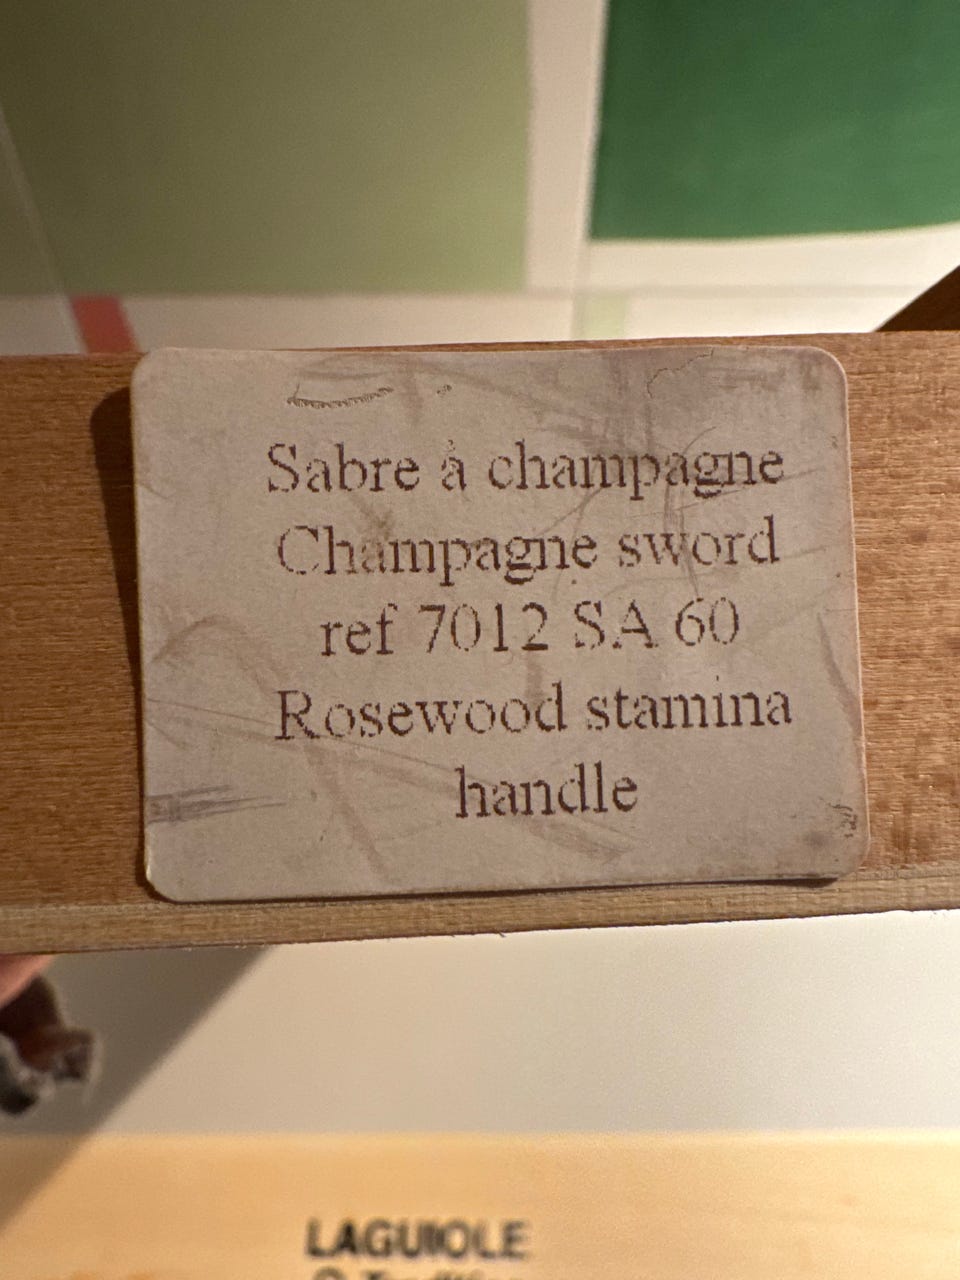 Sabre à champagne
Champagne sword
ref 7012 SA 60
Rosewood stamina
handle
LAGUIOLE